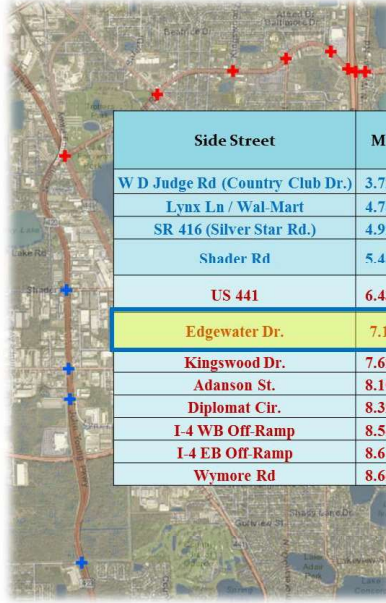 Side Street M
W D Judge Rd (Country Club Dr.) 3.7
Lynx Ln / Wal-Mart 4.7
SR 416 (Silver Star Rd.) 4.9
Shader Rd 5.4
US 441 6.4
Edgewater Dr. 7.1
Kingswood Dr. 7.6
Adanson St. 8.1
Diplomat Cir. 8.3
I-4 WB Off-Ramp 8.5
I-4 EB Off-Ramp 8.6
Wymore Rd 8.6